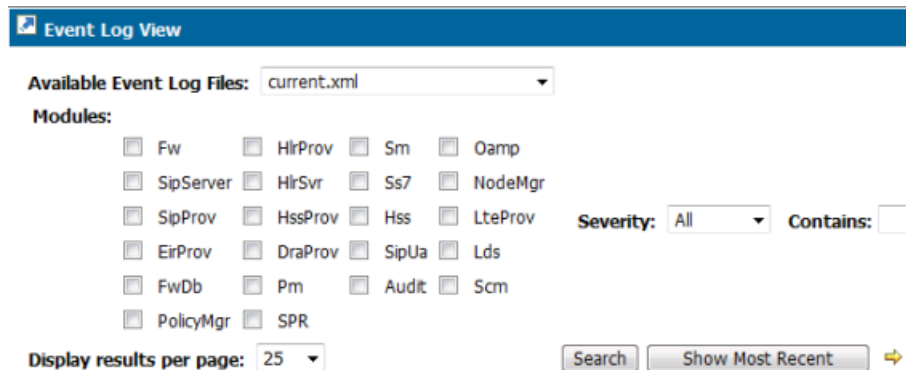 Event Log View
Available Event Log Files: current.xml
Modules:
Fw HlrProv Sm Oamp
SipServer HlrSvr Ss7 NodeMgr
SipProv HssProv Hss LteProv Severity: All Contains:
EirProv DraProv SipUa Lds
FwDb Pm Audit Scm
PolicyMgr SPR
Display results per page: 25 Search Show Most Recent